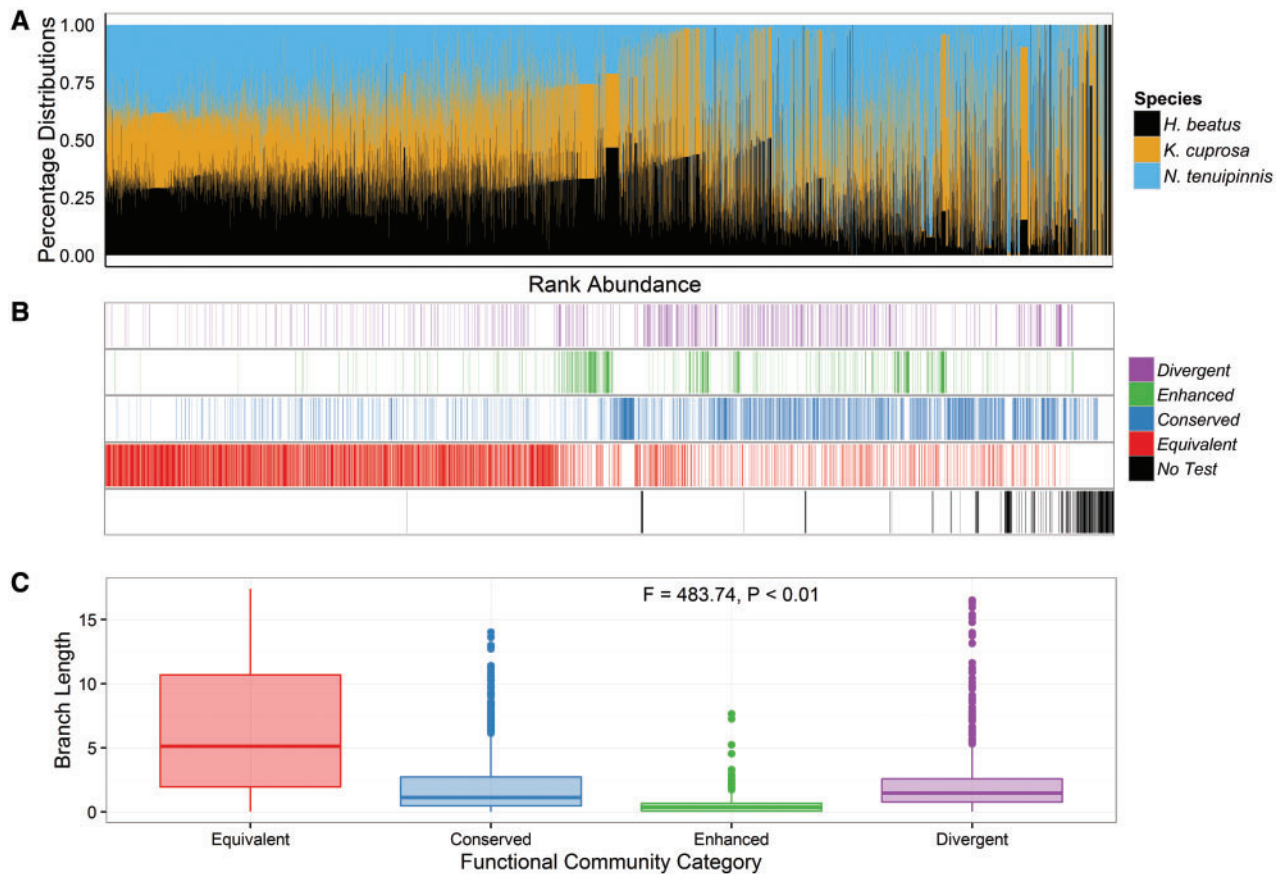 A
Percentage Distributions
1.00
0.75
0.50
0.25
0.00
Rank Abundance
Species
H. beatus
K. cuprosa
N. tenuipinnis
B
Divergent
Enhanced
Conserved
Equivalent
No Test
C
Branch Length
15
10
5
0
F = 483.74, P < 0.01
Equivalent Conserved Enhanced Divergent
Functional Community Category